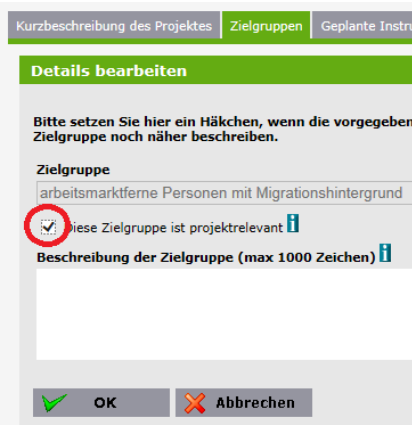 Kurzbeschreibung des Projektes Zielgruppen Geplante Instru
Details bearbeiten
Bitte setzen Sie hier ein Häkchen, wenn die vorgegeben
Zielgruppe noch näher beschreiben.
Zielgruppe
arbeitsmarktferne Personen mit Migrationshintergrund
Diese Zielgruppe ist projektrelevant i
Beschreibung der Zielgruppe (max 1000 Zeichen) i
OK Abbrechen